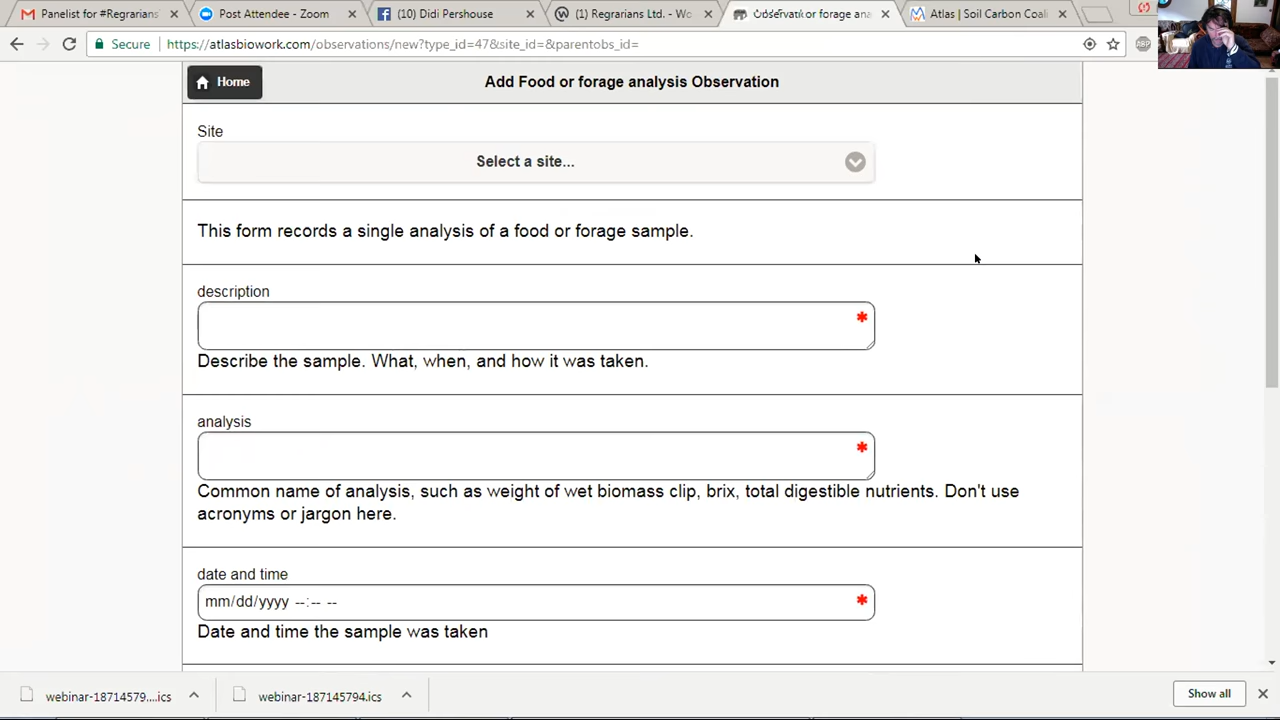 Panelist for #Regrarians
Post Attendee - Zoom
(10) Didi Pershouse
(1) Regrarians Ltd. - Wo
or forage ana
Atlas | Soil Carbon Coali
Secure
https://atlasbiowork.com/observations/new?type_id=47&site_id=&parentobs_id=
ABP
Home
Add Food or forage analysis Observation
Site
Select a site...
This form records a single analysis of a food or forage sample.
description
*
Describe the sample. What, when, and how it was taken.
analysis
*
Common name of analysis, such as weight of wet biomass clip, brix, total digestible nutrients. Don't use
acronyms or jargon here.
date and time
mm/dd/yyyy --:-- --
*
Date and time the sample was taken
webinar-18714579....ics
webinar-187145794.ics
Show all